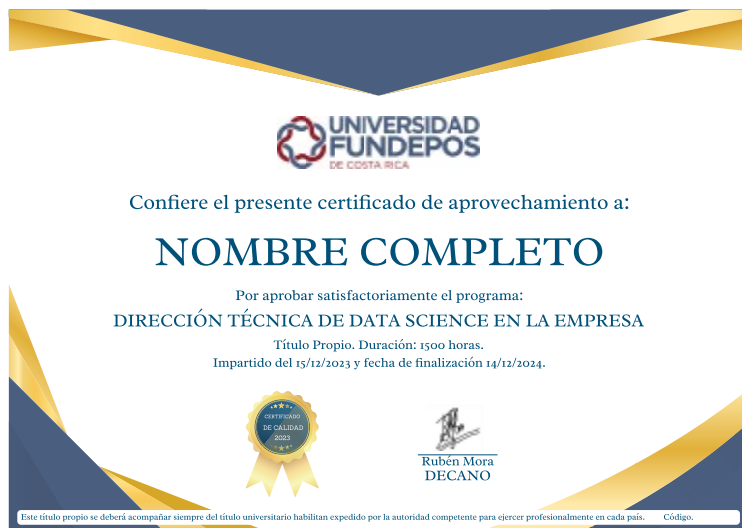 UNIVERSIDAD
FUNDEPOS
DE COSTA RICA
Confiere el presente certificado de aprovechamiento a:
NOMBRE COMPLETO
Por aprobar satisfactoriamente el programa:
DIRECCIÓN TÉCNICA DE DATA SCIENCE EN LA EMPRESA
Título Propio. Duración: 1500 horas.
Impartido del 15/12/2023 y fecha de finalización 14/12/2024.
CERTIFICADO
DE CALIDAD
2023
Rubén Mora
DECANO
Este título propio se deberá acompañar siempre del título universitario habilitan expedido por la autoridad competente para ejercer profesionalmente en cada país. Código.